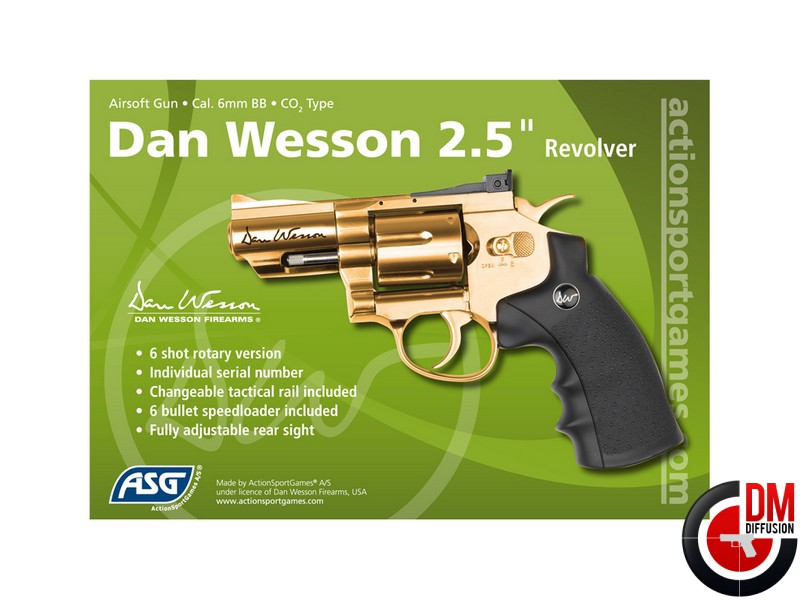 Airsoft Gun • Cal. 6mm BB • CO2 Type
Dan Wesson 2.5" Revolver
actionsportgames.com
Dan Wesson
Dan Wesson
DAN WESSON FIREARMS®
dw
• 6 shot rotary version
• Individual serial number
• Changeable tactical rail included
• 6 bullet speedloader included
• Fully adjustable rear sight
ASG
ActionSportGames A/S®
Made by ActionSportGames® A/S
under licence of Dan Wesson Firearms, USA
www.actionsportgames.com
DM
DIFFUSION